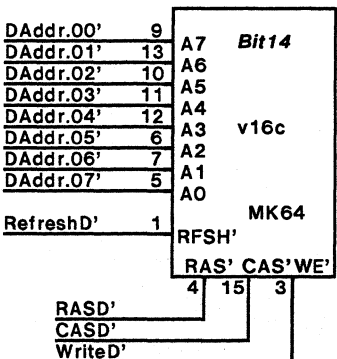 DAddr.00' 9 A7 Bit14
DAddr.01' 13 A6
DAddr.02' 10 A5
DAddr.03' 11 A4
DAddr.04' 12 A3 v16c
DAddr.05' 6 A2
DAddr.06' 7 A1
DAddr.07' 5 A0
MK64
RefreshD' 1 RFSH'
RAS' CAS' WE'
4 15 3
RASD'
CASD'
WriteD'